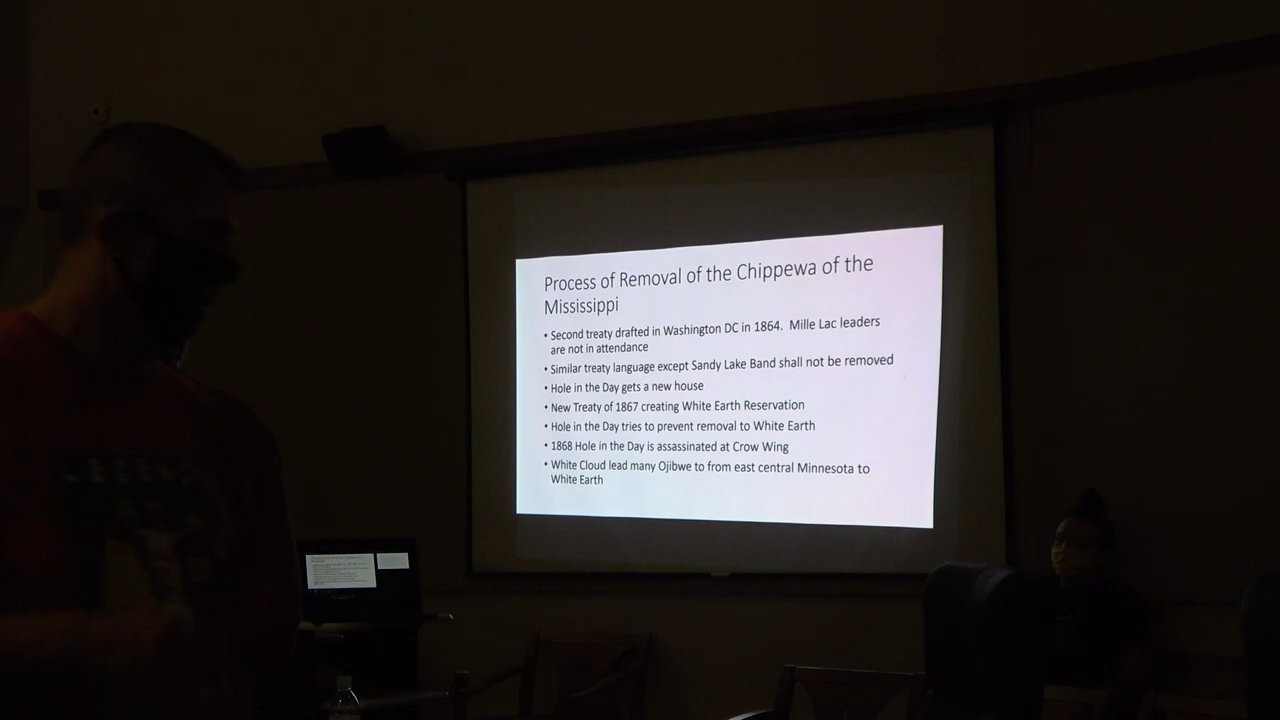 Process of Removal of the Chippewa of the
Mississippi
• Second treaty drafted in Washington DC in 1864. Mille Lac leaders
are not in attendance
• Similar treaty language except Sandy Lake Band shall not be removed
• Hole in the Day gets a new house
• New Treaty of 1867 creating White Earth Reservation
• Hole in the Day tries to prevent removal to White Earth
• 1868 Hole in the Day is assassinated at Crow Wing
• White Cloud lead many Ojibwe to from east central Minnesota to
White Earth